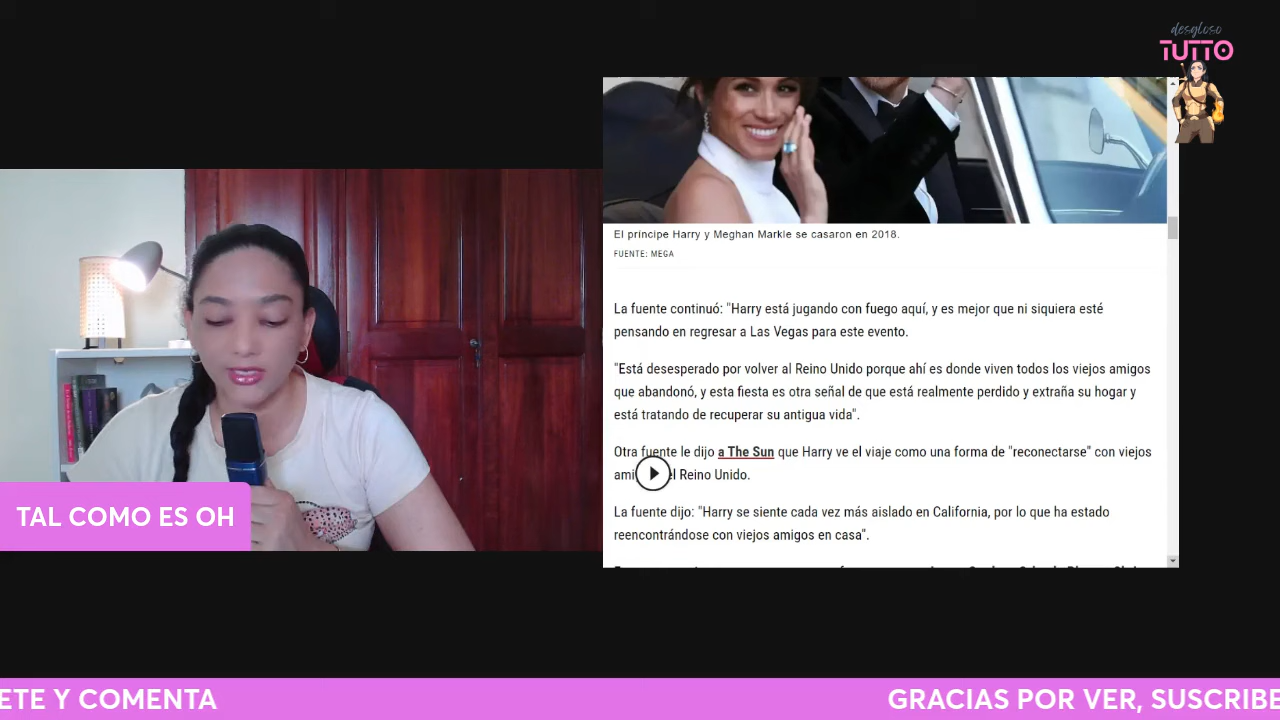 desgloso
TUTTO
El príncipe Harry y Meghan Markle se casaron en 2018.
FUENTE: MEGA
La fuente continuó: "Harry está jugando con fuego aquí, y es mejor que ni siquiera esté
pensando en regresar a Las Vegas para este evento.
"Está desesperado por volver al Reino Unido porque ahí es donde viven todos los viejos amigos
que abandonó, y esta fiesta es otra señal de que está realmente perdido y extraña su hogar y
está tratando de recuperar su antigua vida".
Otra fuente le dijo a The Sun que Harry ve el viaje como una forma de "reconectarse" con viejos
Reino Unido.
La fuente dijo: "Harry se siente cada vez más aislado en California, por lo que ha estado
reencontrándose con viejos amigos en casa".
TAL COMO ES OH
ETE Y COMENTA
GRACIAS POR VER, SUSCRIBE